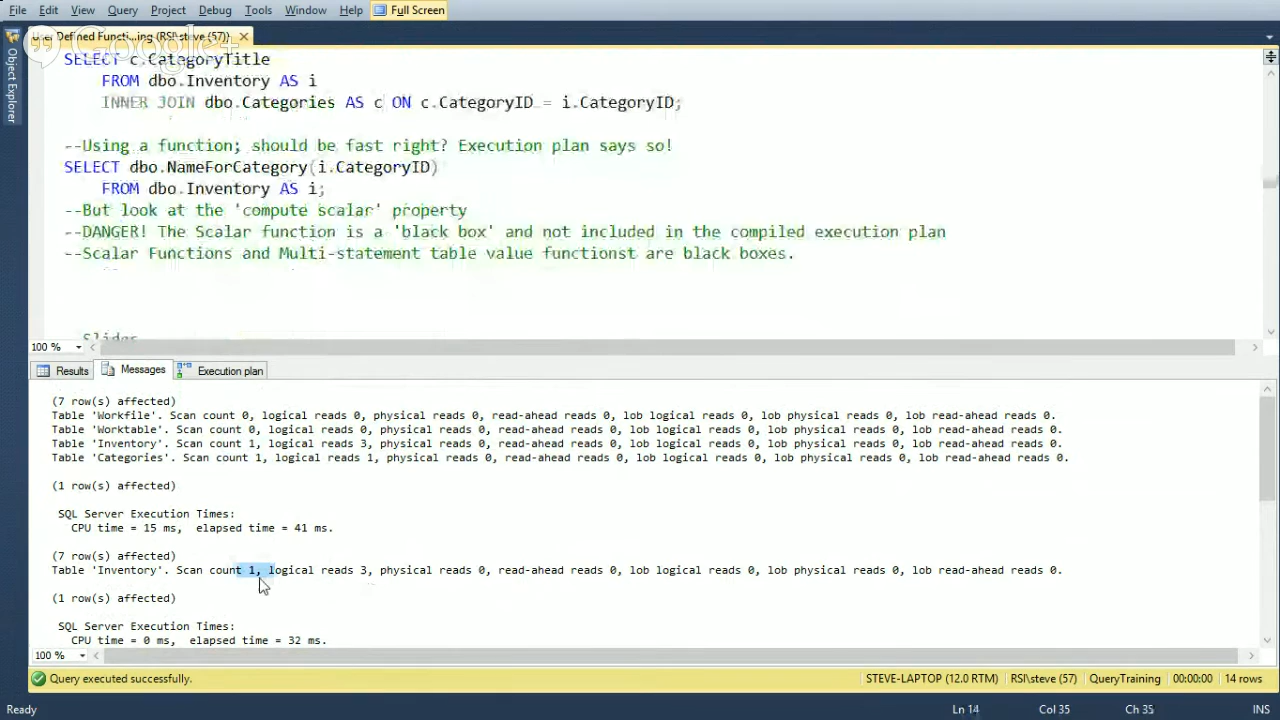 File Edit View Query Project Debug Tools Window Help Full Screen
User Defined Functi...ing (RSI\steve (57))
Google+
Object Explorer
SELECT c.CategoryTitle
FROM dbo.Inventory AS i
INNER JOIN dbo.Categories AS c ON c.CategoryID = i.CategoryID;
--Using a function; should be fast right? Execution plan says so!
SELECT dbo.NameForCategory(i.CategoryID)
FROM dbo.Inventory AS i;
--But look at the 'compute scalar' property
--DANGER! The Scalar function is a 'black box' and not included in the compiled execution plan
--Scalar Functions and Multi-statement table value functionst are black boxes.
Slides
100 %
Results Messages Execution plan
(7 row(s) affected)
Table 'Workfile'. Scan count 0, logical reads 0, physical reads 0, read-ahead reads 0, lob logical reads 0, lob physical reads 0, lob read-ahead reads 0.
Table 'Worktable'. Scan count 0, logical reads 0, physical reads 0, read-ahead reads 0, lob logical reads 0, lob physical reads 0, lob read-ahead reads 0.
Table 'Inventory'. Scan count 1, logical reads 3, physical reads 0, read-ahead reads 0, lob logical reads 0, lob physical reads 0, lob read-ahead reads 0.
Table 'Categories'. Scan count 1, logical reads 1, physical reads 0, read-ahead reads 0, lob logical reads 0, lob physical reads 0, lob read-ahead reads 0.
(1 row(s) affected)
SQL Server Execution Times:
CPU time = 15 ms, elapsed time = 41 ms.
(7 row(s) affected)
Table 'Inventory'. Scan count 1, logical reads 3, physical reads 0, read-ahead reads 0, lob logical reads 0, lob physical reads 0, lob read-ahead reads 0.
(1 row(s) affected)
SQL Server Execution Times:
CPU time = 0 ms, elapsed time = 32 ms.
100 %
Query executed successfully. STEVE-LAPTOP (12.0 RTM) RSI\steve (57) QueryTraining 00:00:00 14 rows
Ready Ln 14 Col 35 Ch 35 INS